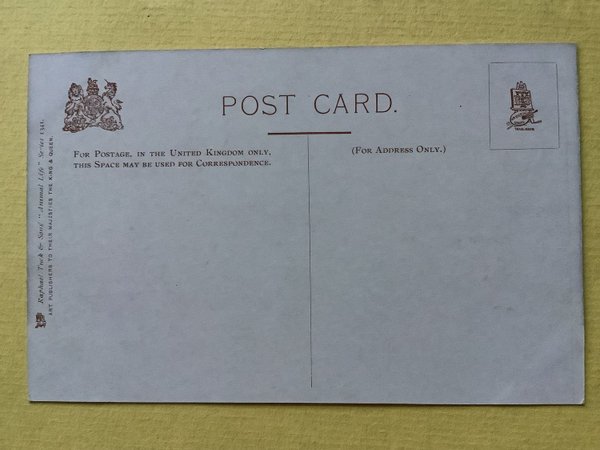 POST CARD.
For Postage, in the United Kingdom only,
this Space may be used for Correspondence.
(For Address Only.)
Raphael Tuck & Sons' "Animal Life" Series 1341.
ART PUBLISHERS TO THEIR MAJESTIES THE KING & QUEEN.